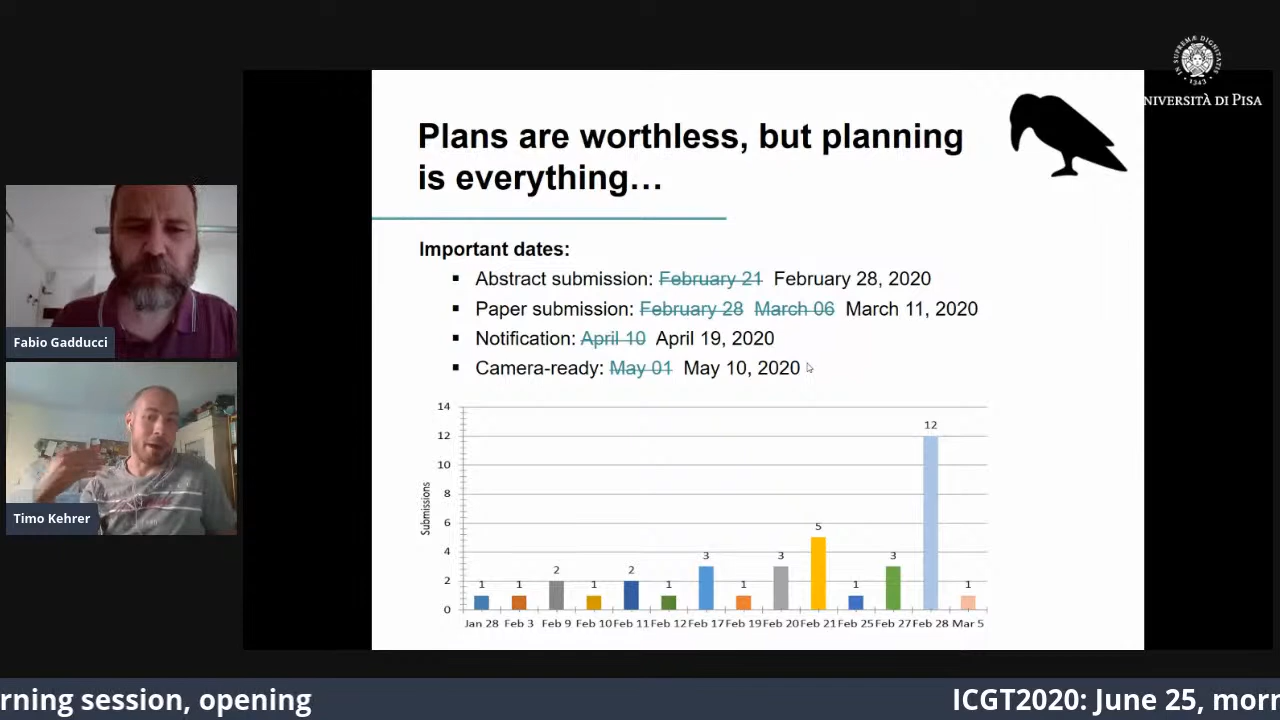 IN SUPREMÆ DIGNITATIS
1343
NIVERSITÀ DI PISA
Plans are worthless, but planning
is everything…
Important dates:
▪ Abstract submission: February 21 February 28, 2020
▪ Paper submission: February 28 March 06 March 11, 2020
▪ Notification: April 10 April 19, 2020
▪ Camera-ready: May 01 May 10, 2020
Fabio Gadducci
Timo Kehrer
Submissions
14
12
10
8
6
4
2
0
1 1 2 1 2 1 3 1 3 5 1 3 12 1
Jan 28 Feb 3 Feb 9 Feb 10 Feb 11 Feb 12 Feb 17 Feb 19 Feb 20 Feb 21 Feb 25 Feb 27 Feb 28 Mar 5
rning session, opening
ICGT2020: June 25, morr